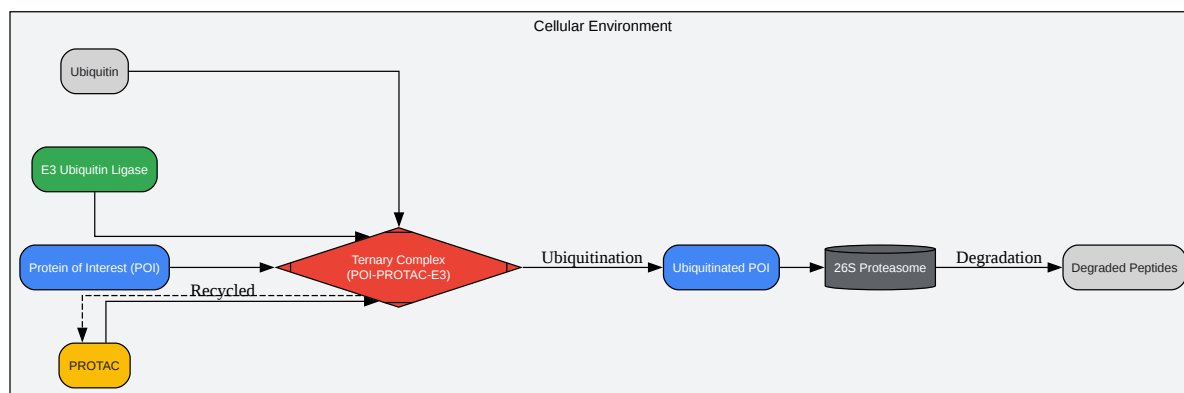 Cellular Environment
Ubiquitin
E3 Ubiquitin Ligase
Protein of Interest (POI)
Ternary Complex
(POI-PROTAC-E3)
Ubiquitination
Ubiquitinated POI
26S Proteasome
Degradation
Degraded Peptides
Recycled
PROTAC